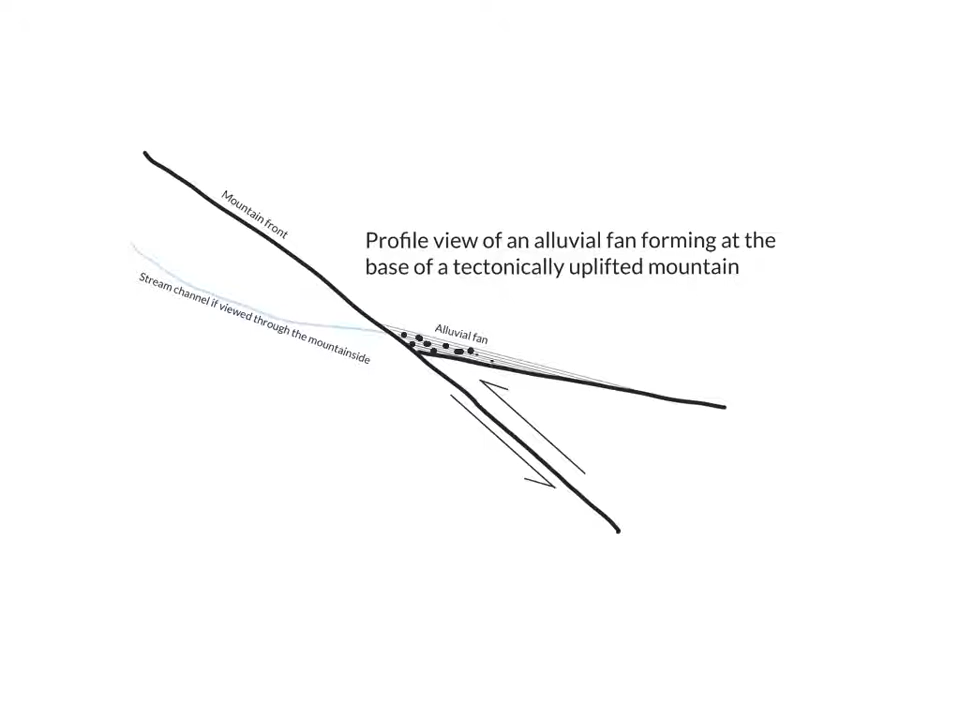 Mountain front
Profile view of an alluvial fan forming at the
base of a tectonically uplifted mountain
Stream channel if viewed through the mountainside
Alluvial fan